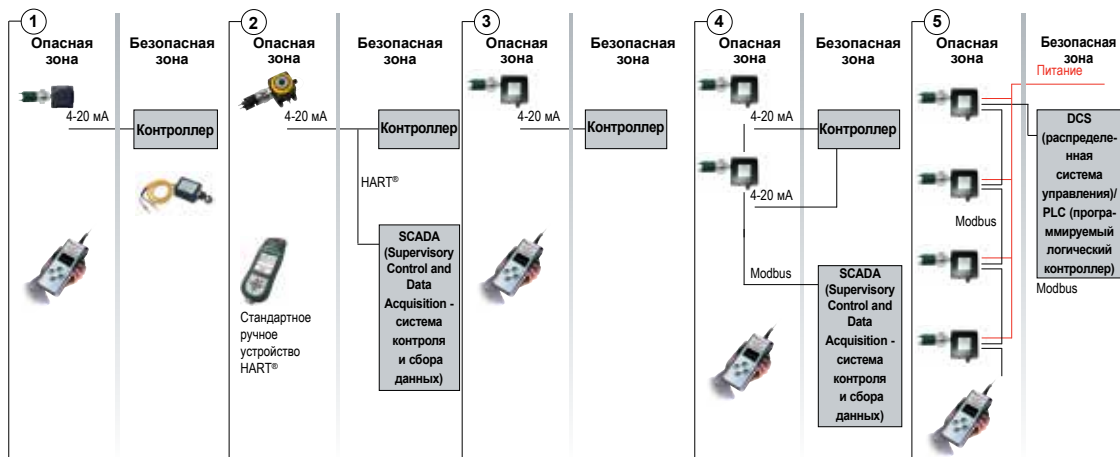 1
Опасная
зона
Безопасная
зона
4-20 мА
Контроллер
2
Опасная
зона
Безопасная
зона
4-20 мА
Контроллер
HART®
SCADA
(Supervisory
Control and
Data
Acquisition -
система
контроля
и сбора
данных)
Стандартное
ручное
устройство
HART®
3
Опасная
зона
Безопасная
зона
4-20 мА
Контроллер
4
Опасная
зона
Безопасная
зона
4-20 мА
Контроллер
4-20 мА
Modbus
SCADA
(Supervisory
Control and
Data
Acquisition -
система
контроля
и сбора
данных)
5
Опасная
зона
Безопасная
зона
Питание
DCS
(распределе-
нная
система
управления)/
PLC (програ-
ммируемый
логический
контроллер)
Modbus
Modbus